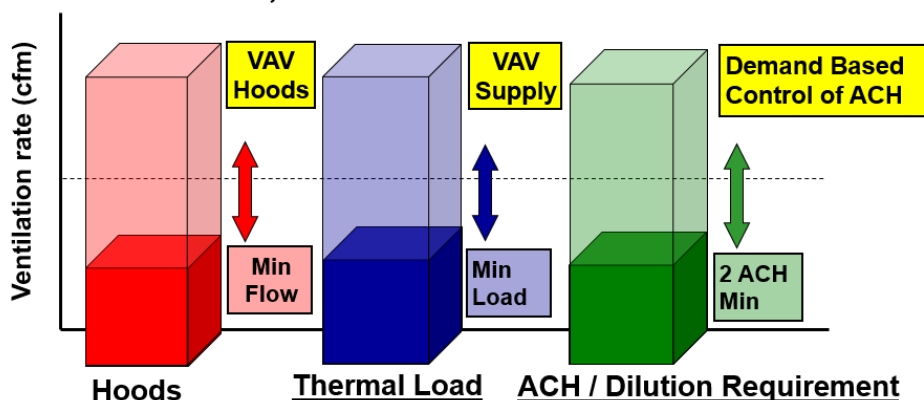 Ventilation rate (cfm)
VAV
Hoods
VAV
Supply
Demand Based
Control of ACH
Min
Flow
Min
Load
2 ACH
Min
Hoods
Thermal Load
ACH / Dilution Requirement